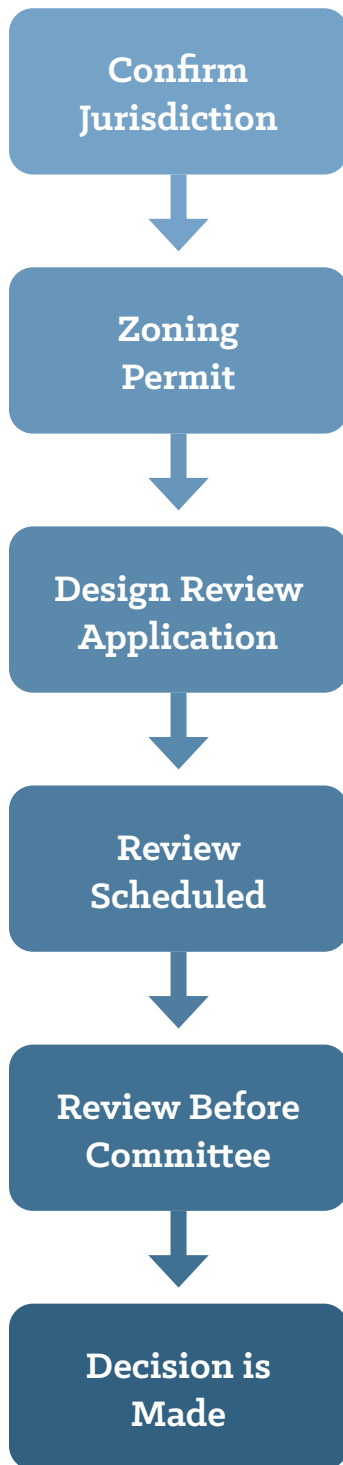 Confirm
Jurisdiction
Zoning
Permit
Design Review
Application
Review
Scheduled
Review Before
Committee
Decision is
Made